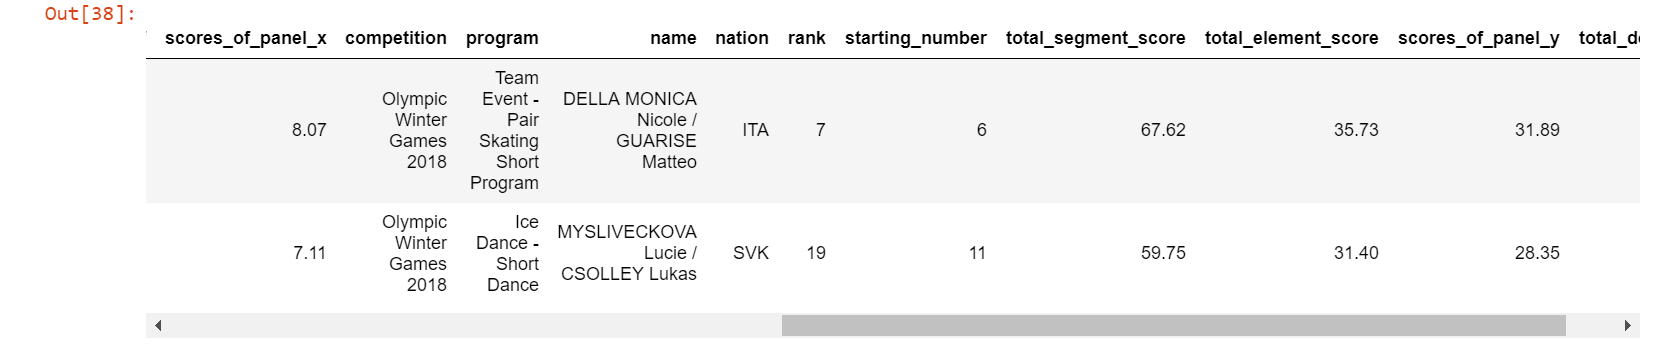 Out[38]:
scores_of_panel_x competition program name nation rank starting_number total_segment_score total_element_score scores_of_panel_y total_d
8.07 Olympic Winter Games 2018 Team Event - Pair Skating Short Program DELLA MONICA Nicole / GUARISE Matteo ITA 7 6 67.62 35.73 31.89
7.11 Olympic Winter Games 2018 Ice Dance - Short Dance MYSLIVECKOVA Lucie / CSOLLEY Lukas SVK 19 11 59.75 31.40 28.35